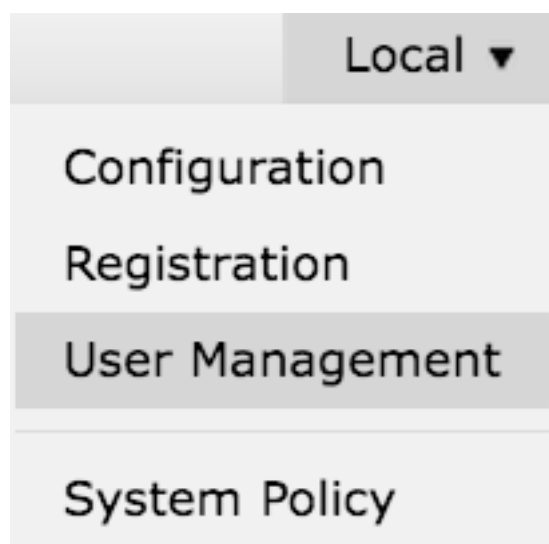 Local ▼
Configuration
Registration
User Management
System Policy